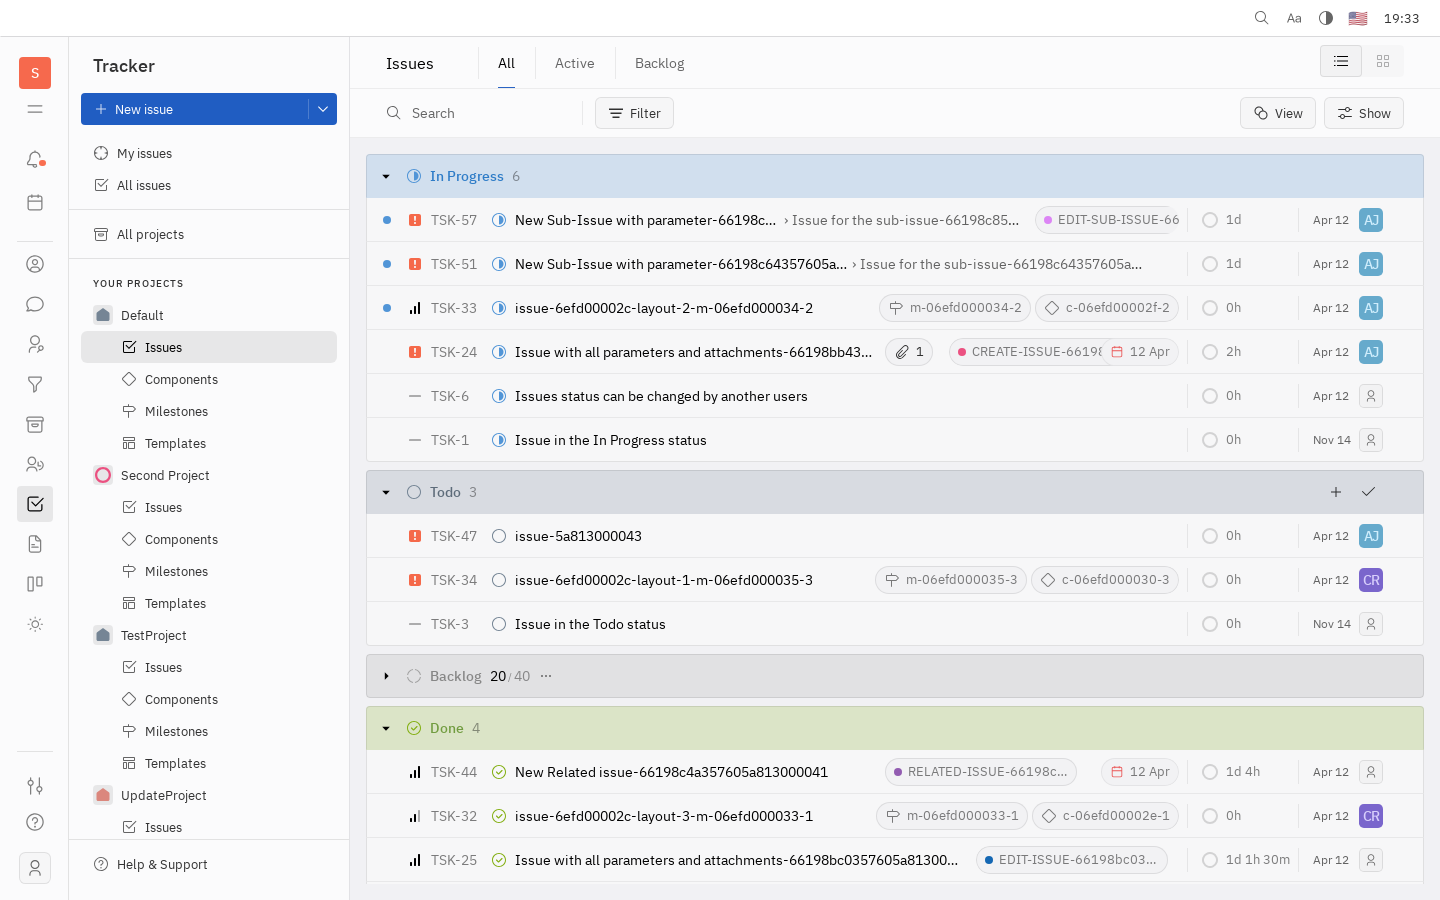 Aa 19:33
S
Tracker
New issue
My issues
All issues
All projects
YOUR PROJECTS
Default
Issues
Components
Milestones
Templates
Second Project
Issues
Components
Milestones
Templates
TestProject
Issues
Components
Milestones
Templates
UpdateProject
Issues
Help & Support
Issues All Active Backlog
Search Filter View Show
In Progress 6
TSK-57 New Sub-Issue with parameter-66198c... › Issue for the sub-issue-66198c85... EDIT-SUB-ISSUE-66 1d Apr 12 AJ
TSK-51 New Sub-Issue with parameter-66198c64357605a... › Issue for the sub-issue-66198c64357605a... 1d Apr 12 AJ
TSK-33 issue-6efd00002c-layout-2-m-06efd000034-2 m-06efd000034-2 c-06efd00002f-2 0h Apr 12 AJ
TSK-24 Issue with all parameters and attachments-66198bb43... 1 CREATE-ISSUE-66198 12 Apr 2h Apr 12 AJ
TSK-6 Issues status can be changed by another users 0h Apr 12
TSK-1 Issue in the In Progress status 0h Nov 14
Todo 3
TSK-47 issue-5a813000043 0h Apr 12 AJ
TSK-34 issue-6efd00002c-layout-1-m-06efd000035-3 m-06efd000035-3 c-06efd000030-3 0h Apr 12 CR
TSK-3 Issue in the Todo status 0h Nov 14
Backlog 20/40 ...
Done 4
TSK-44 New Related issue-66198c4a357605a813000041 RELATED-ISSUE-66198c... 12 Apr 1d 4h Apr 12
TSK-32 issue-6efd00002c-layout-3-m-06efd000033-1 m-06efd000033-1 c-06efd00002e-1 0h Apr 12 CR
TSK-25 Issue with all parameters and attachments-66198bc0357605a81300... EDIT-ISSUE-66198bc03... 1d 1h 30m Apr 12